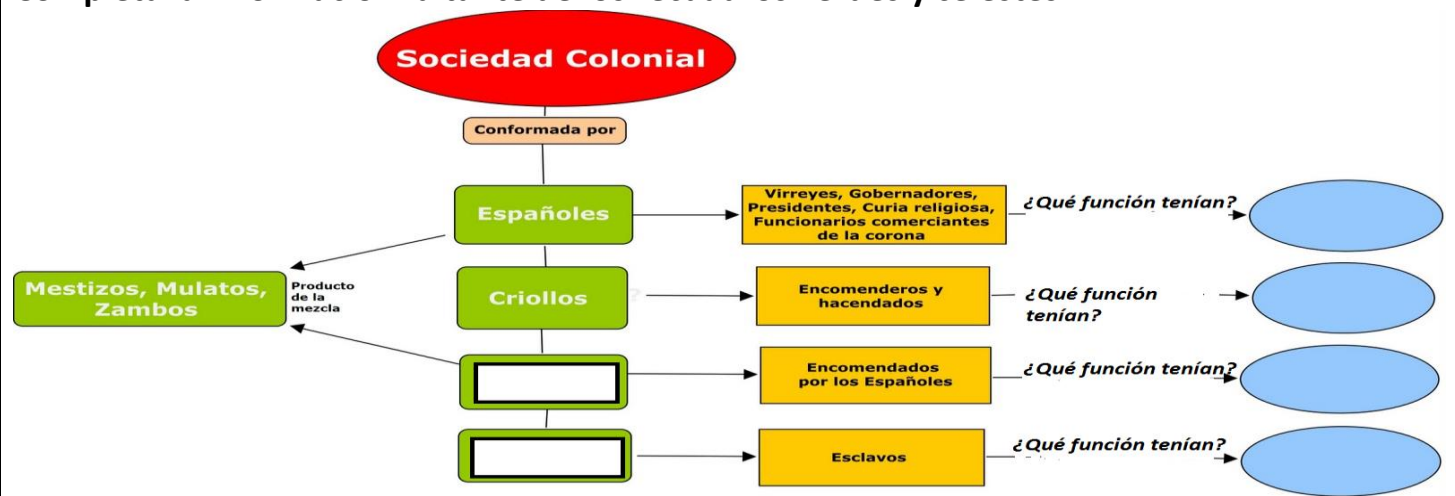 Sociedad Colonial
Conformada por
Españoles
Virreyes, Gobernadores,
Presidentes, Curia religiosa,
Funcionarios comerciantes
de la corona
¿Qué función tenían?
Mestizos, Mulatos,
Zambos
Producto
de la
mezcla
Criollos
Encomenderos y
hacendados
¿Qué función
tenían?
Encomendados
por los Españoles
¿Qué función tenían?
Esclavos
¿Qué función tenían?